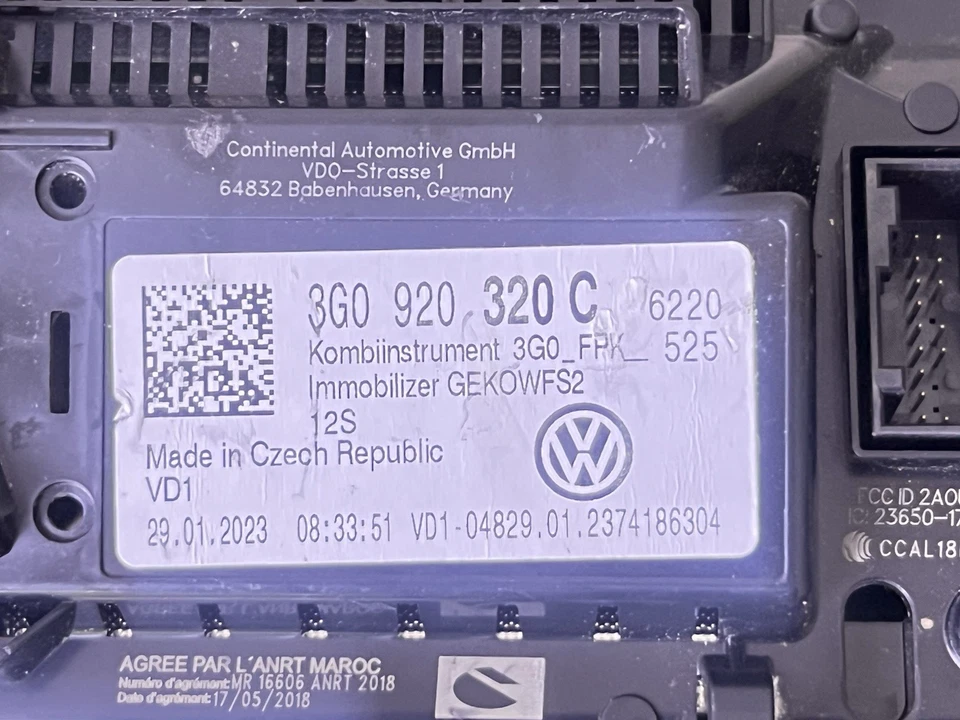 Continental Automotive GmbH
VDO-Strasse 1
64832 Babenhausen, Germany
3G0 920 320 C 6220
Kombiinstrument 3G0_FPK_ 525
Immobilizer GEKOWFS2
12S
Made in Czech Republic
VD1
29.01.2023 08:33:51 VD1-04829.01.2374186304
FCC ID 2AO
IC: 23650-17
CCAL18
AGREE PAR L'ANRT MAROC
Numéro d'agrément: MR 16606 ANRT 2018
Date d'agrément: 17/05/2018